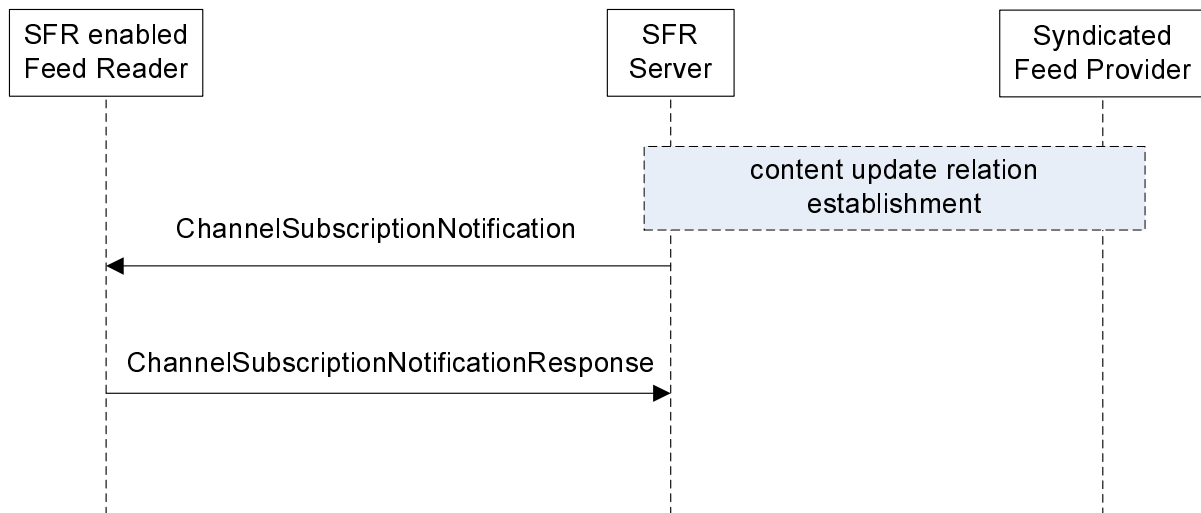 SFR enabled
Feed Reader
SFR
Server
Syndicated
Feed Provider
content update relation
establishment
ChannelSubscriptionNotification
ChannelSubscriptionNotificationResponse